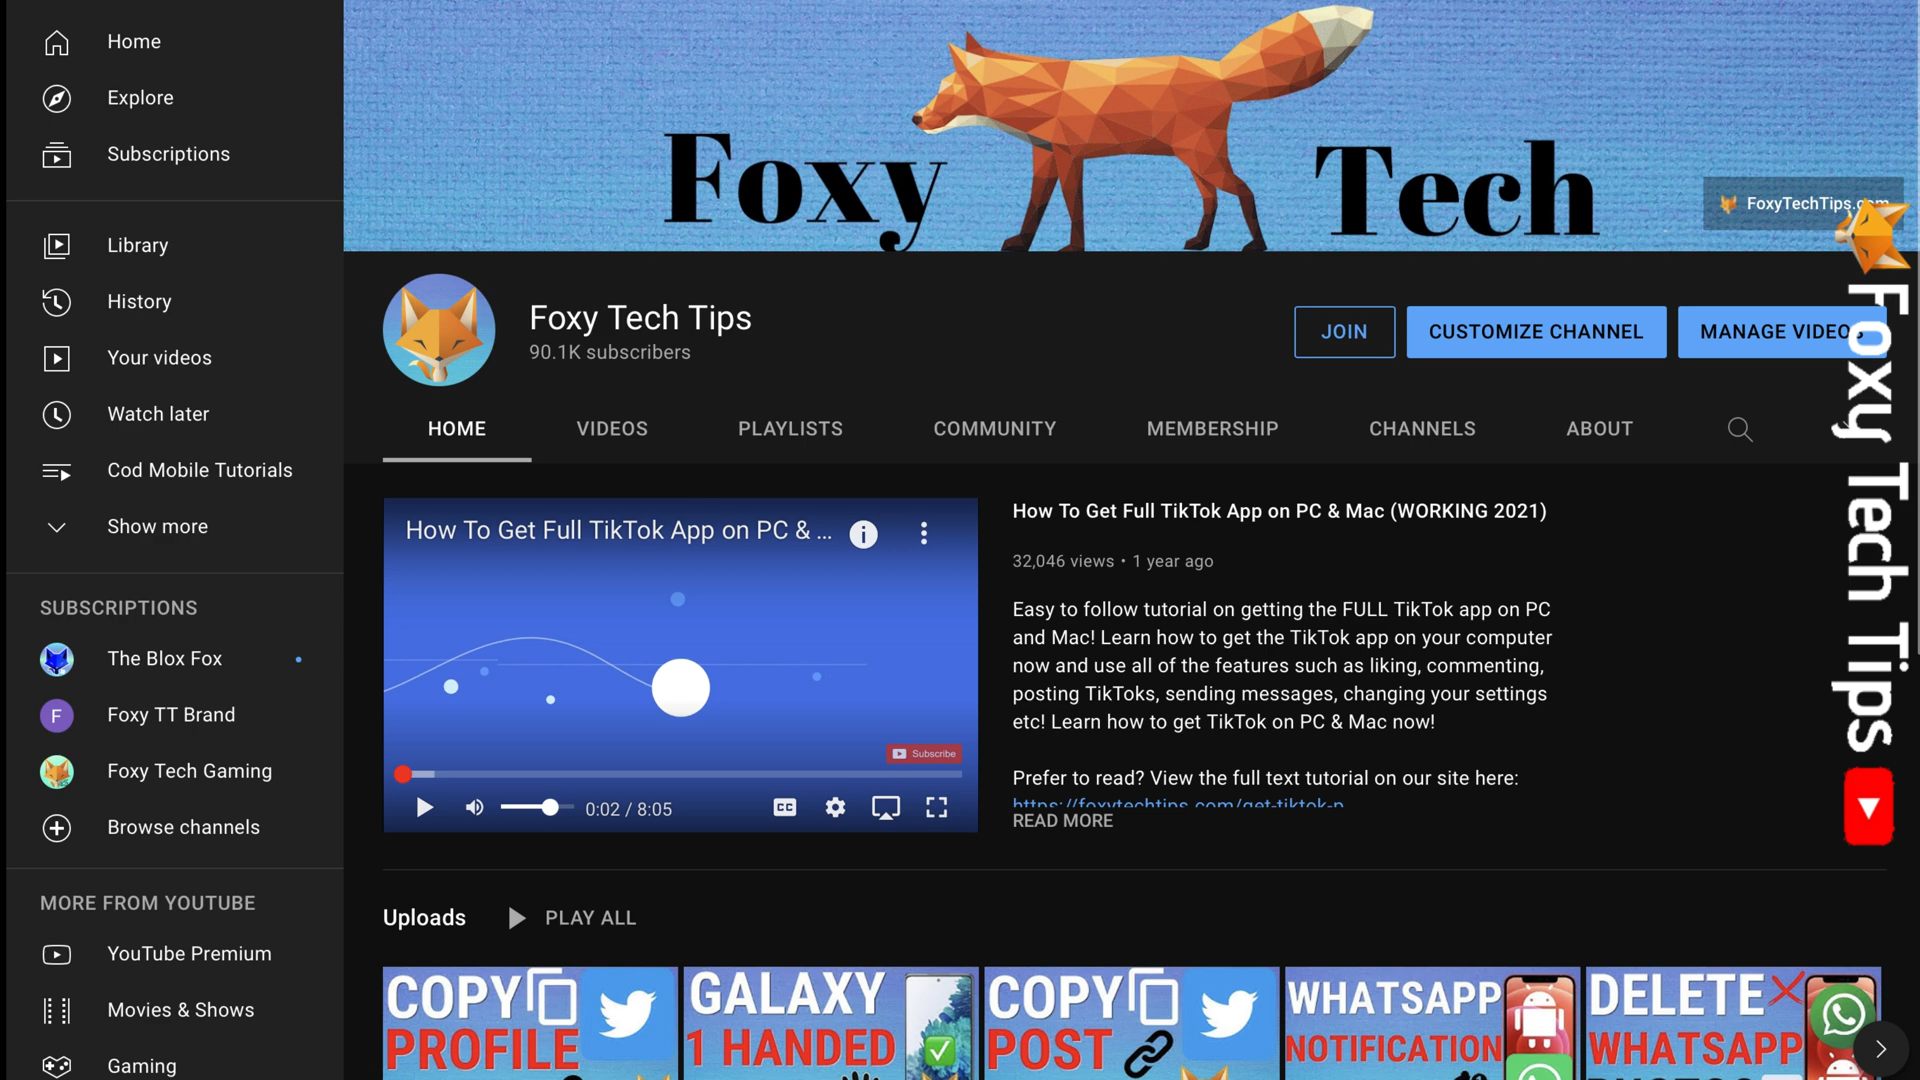 Home
Explore
Subscriptions
Library
History
Your videos
Watch later
Cod Mobile Tutorials
Show more
SUBSCRIPTIONS
The Blox Fox
F
Foxy TT Brand
Foxy Tech Gaming
Browse channels
MORE FROM YOUTUBE
YouTube Premium
Movies & Shows
Gaming
Foxy Tech
FoxyTechTips.com
Foxy Tech Tips
90.1K subscribers
JOIN
CUSTOMIZE CHANNEL
MANAGE VIDEOS
HOME
VIDEOS
PLAYLISTS
COMMUNITY
MEMBERSHIP
CHANNELS
ABOUT
How To Get Full TikTok App on PC & ...
i
Subscribe
0:02 / 8:05
CC
How To Get Full TikTok App on PC & Mac (WORKING 2021)
32,046 views • 1 year ago
Easy to follow tutorial on getting the FULL TikTok app on PC
and Mac! Learn how to get the TikTok app on your computer
now and use all of the features such as liking, commenting,
posting TikToks, sending messages, changing your settings
etc! Learn how to get TikTok on PC & Mac now!
Prefer to read? View the full text tutorial on our site here:
https://foxytechtips.com/get-tiktok-p
READ MORE
Foxy Tech Tips
Uploads
PLAY ALL
COPY
PROFILE
GALAXY
1 HANDED
COPY
POST
WHATSAPP
NOTIFICATION
DELETE
WHATSAPP